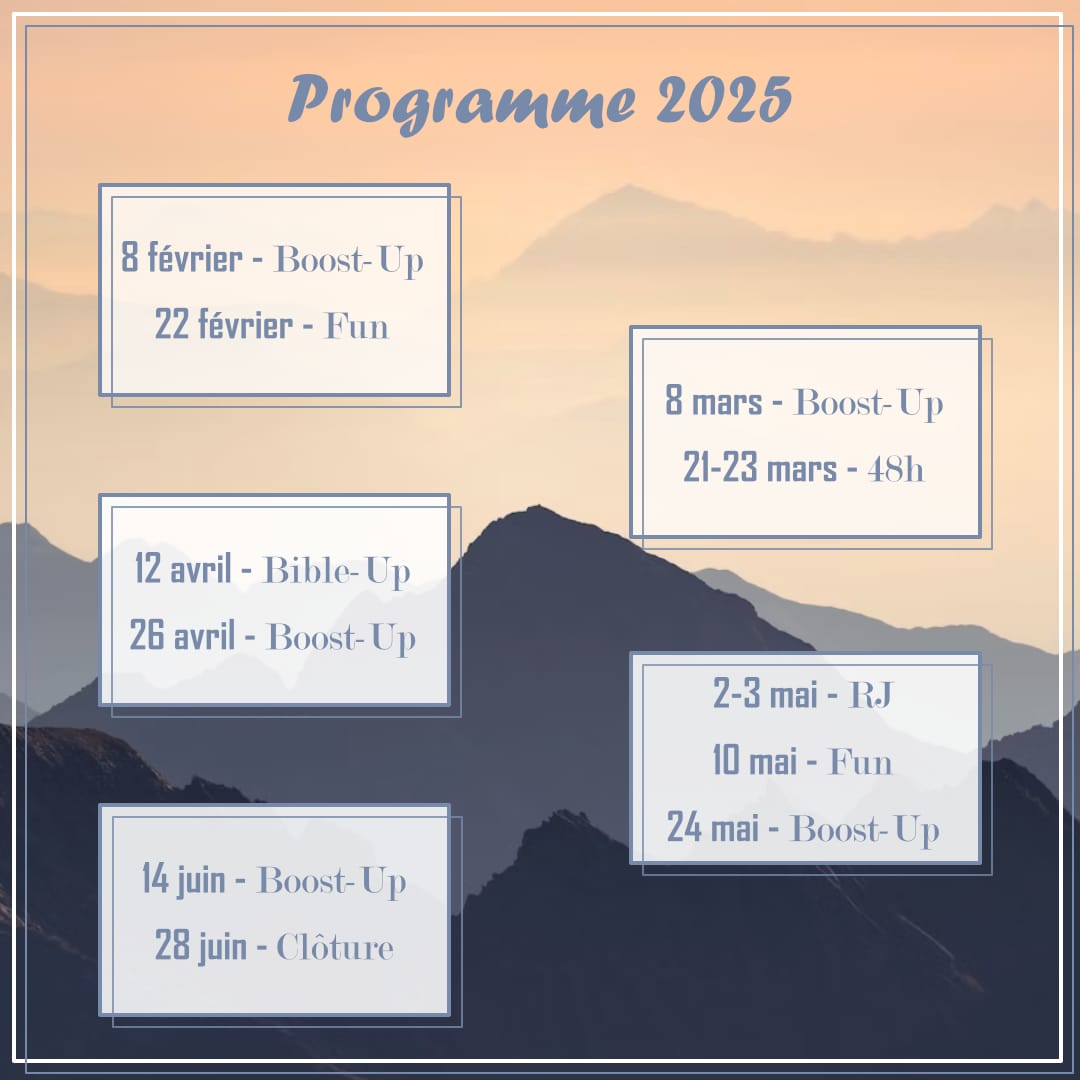 Programme 2025
8 février - Boost-Up
22 février - Fun
8 mars - Boost-Up
21-23 mars - 48h
12 avril - Bible-Up
26 avril - Boost-Up
2-3 mai - RJ
10 mai - Fun
24 mai - Boost-Up
14 juin - Boost-Up
28 juin - Clôture